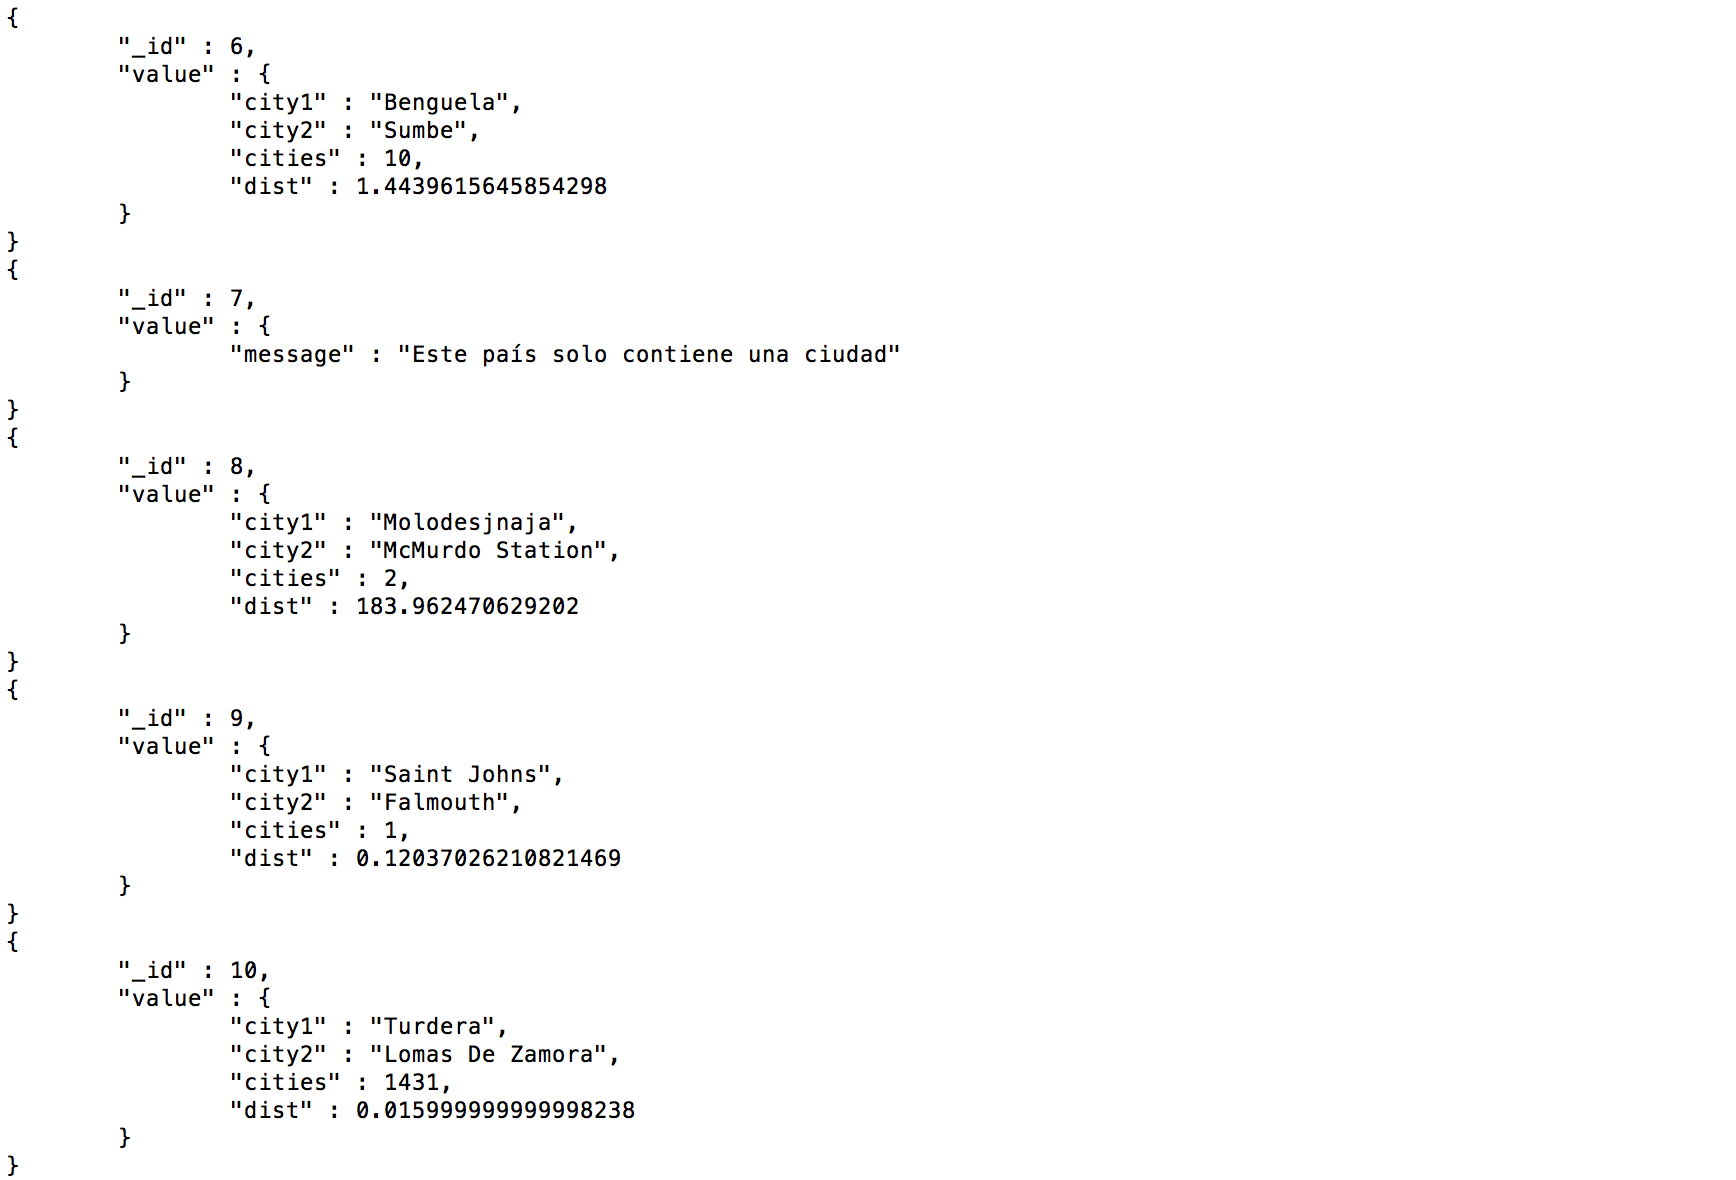 {
        "_id" : 6,
        "value" : {
                "city1" : "Benguela",
                "city2" : "Sumbe",
                "cities" : 10,
                "dist" : 1.4439615645854298
        }
}
{
        "_id" : 7,
        "value" : {
                "message" : "Este país solo contiene una ciudad"
        }
}
{
        "_id" : 8,
        "value" : {
                "city1" : "Molodesjnaja",
                "city2" : "McMurdo Station",
                "cities" : 2,
                "dist" : 183.962470629202
        }
}
{
        "_id" : 9,
        "value" : {
                "city1" : "Saint Johns",
                "city2" : "Falmouth",
                "cities" : 1,
                "dist" : 0.12037026210821469
        }
}
{
        "_id" : 10,
        "value" : {
                "city1" : "Turdera",
                "city2" : "Lomas De Zamora",
                "cities" : 1431,
                "dist" : 0.015999999999998238
        }
}